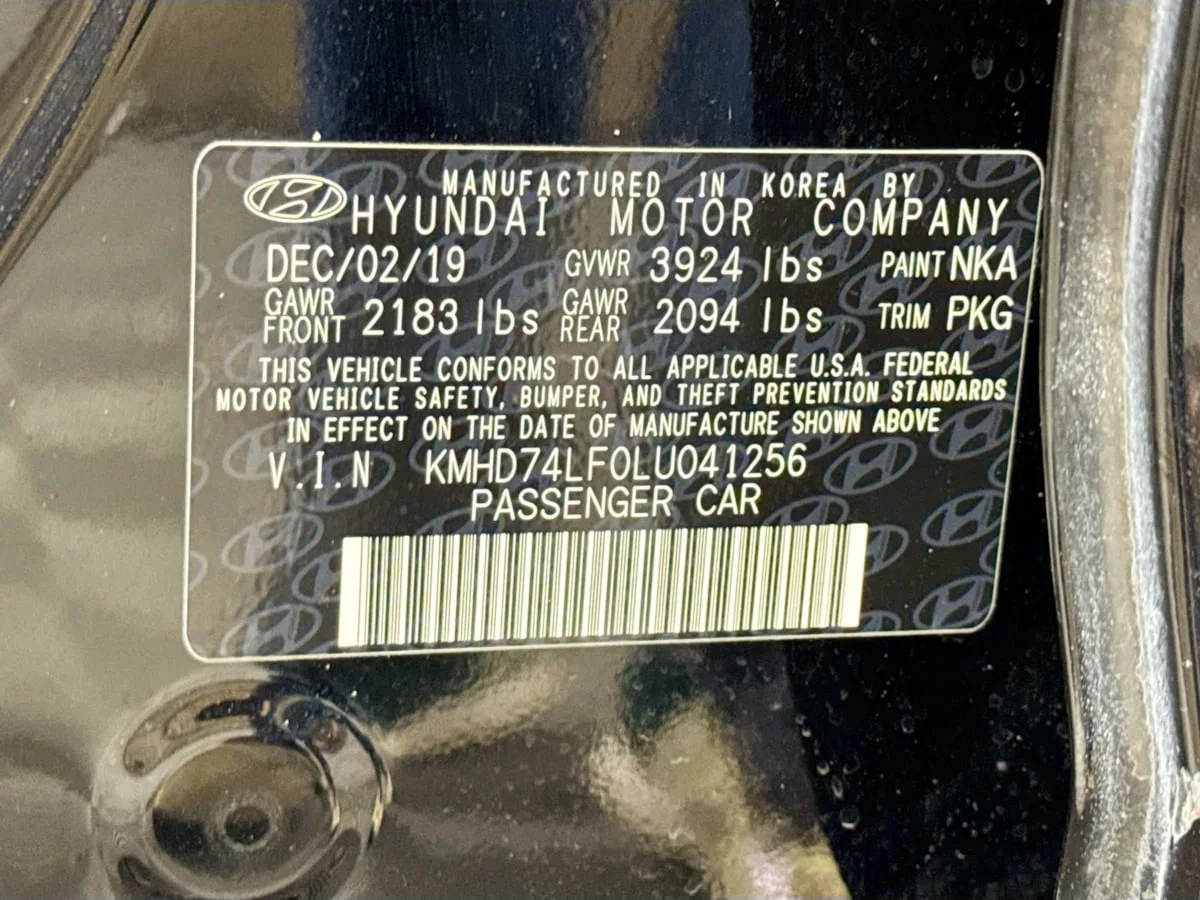 MANUFACTURED IN KOREA BY
HYUNDAI MOTOR COMPANY
DEC/02/19 GVWR 3924 lbs PAINT NKA
GAWR FRONT 2183 lbs GAWR REAR 2094 lbs TRIM PKG
THIS VEHICLE CONFORMS TO ALL APPLICABLE U.S.A. FEDERAL
MOTOR VEHICLE SAFETY, BUMPER, AND THEFT PREVENTION STANDARDS
IN EFFECT ON THE DATE OF MANUFACTURE SHOWN ABOVE
V.I.N KMHD74LF0LU041256
PASSENGER CAR